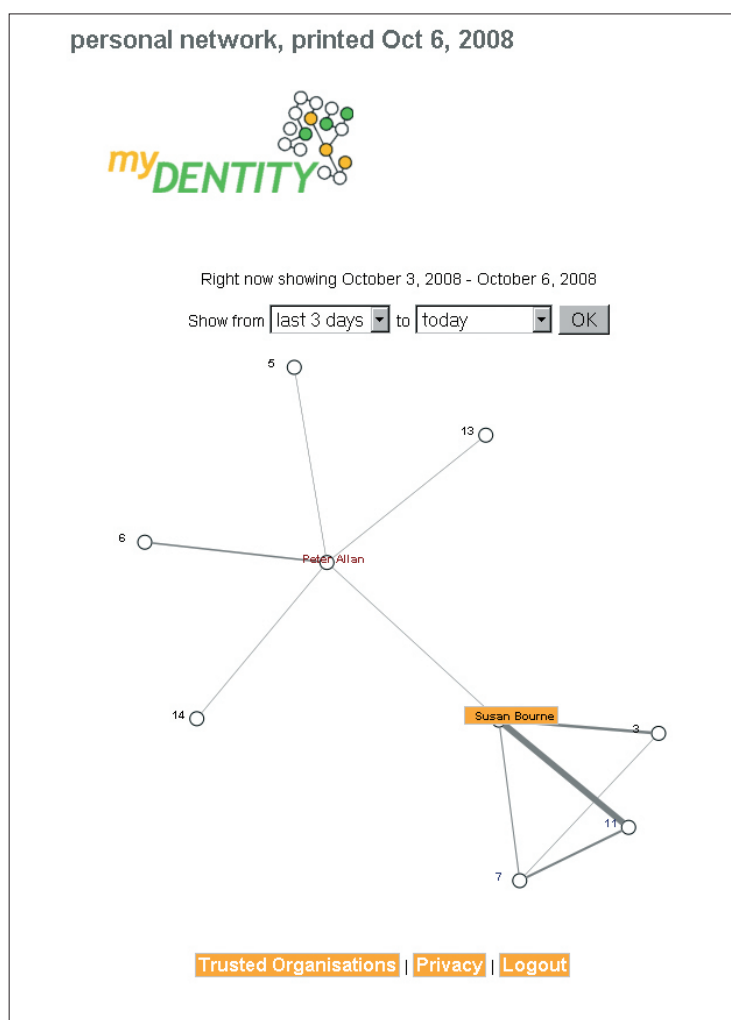 personal network, printed Oct 6, 2008
myDENTITY
Right now showing October 3, 2008 - October 6, 2008
Show from last 3 days to today OK
5
13
6
Peter Allan
14
Susan Bourne
3
11
7
Trusted Organisations | Privacy | Logout